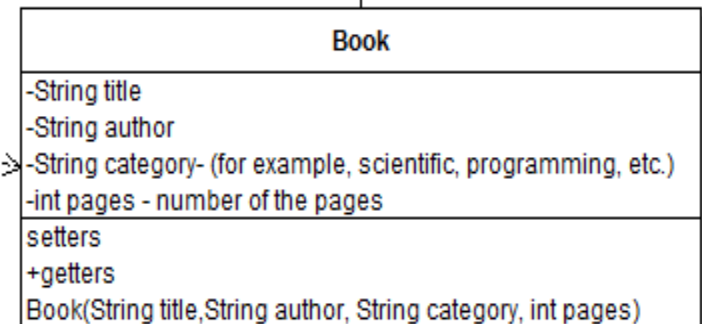 Book
-String title
-String author
-String category- (for example, scientific, programming, etc.)
-int pages - number of the pages
setters
+getters
Book(String title,String author, String category, int pages)